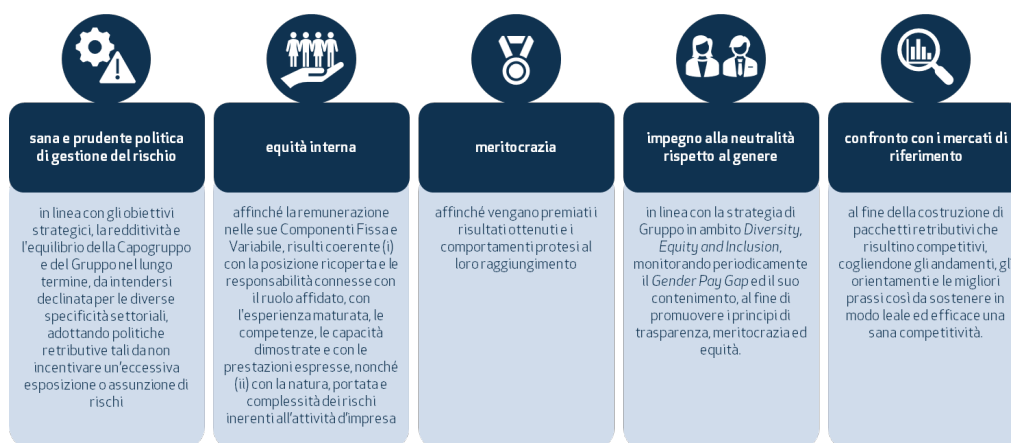 sana e prudente politica
di gestione del rischio
in linea con gli obiettivi
strategici, la redditività e
l'equilibrio della Capogruppo
e del Gruppo nel lungo
termine, da intendersi
declinata per le diverse
specificità settoriali,
adottando politiche
retributive tali da non
incentivare un'eccessiva
esposizione o assunzione di
rischi
equità interna
affinché la remunerazione
nelle sue Componenti Fissa e
Variabile, risulti coerente (i)
con la posizione ricoperta e le
responsabilità connesse con
il ruolo affidato, con
l'esperienza maturata, le
competenze, le capacità
dimostrate e con le
prestazioni espresse, nonché
(ii) con la natura, portata e
complessità dei rischi
inerenti all'attività d'impresa
meritocrazia
affinché vengano premiati i
risultati ottenuti e i
comportamenti protesi al
loro raggiungimento
impegno alla neutralità
rispetto al genere
in linea con la strategia di
Gruppo in ambito Diversity,
Equity and Inclusion,
monitorando periodicamente
il Gender Pay Gap ed il suo
contenimento, al fine di
promuovere i principi di
trasparenza, meritocrazia ed
equità.
confronto con i mercati di
riferimento
al fine della costruzione di
pacchetti retributivi che
risultino competitivi,
cogliendone gli andamenti, gli
orientamenti e le migliori
prassi così da sostenere in
modo leale ed efficace una
sana competitività.